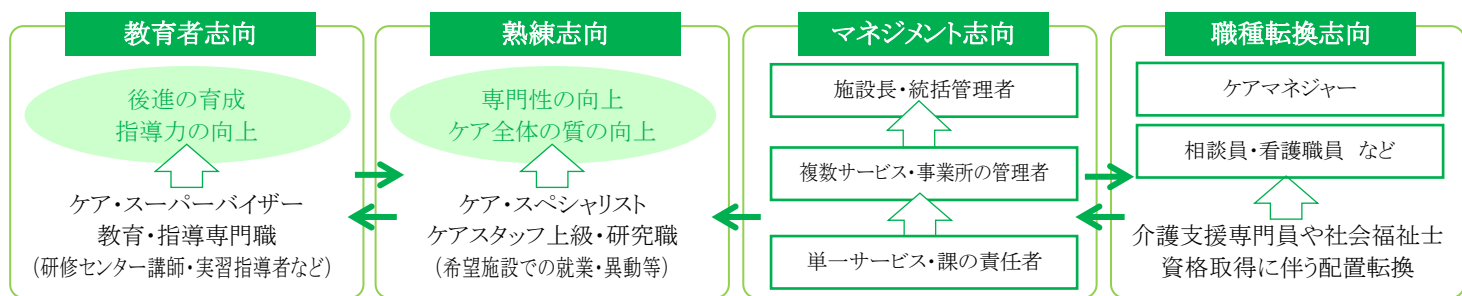 教育者志向
後進の育成
指導力の向上
ケア・スーパーバイザー
教育・指導専門職
（研修センター講師・実習指導者など）
熟練志向
専門性の向上
ケア全体の質の向上
ケア・スペシャリスト
ケアスタッフ上級・研究職
（希望施設での就業・異動等）
マネジメント志向
施設長・統括管理者
複数サービス・事業所の管理者
単一サービス・課の責任者
職種転換志向
ケアマネジャー
相談員・看護職員　など
介護支援専門員や社会福祉士
資格取得に伴う配置転換